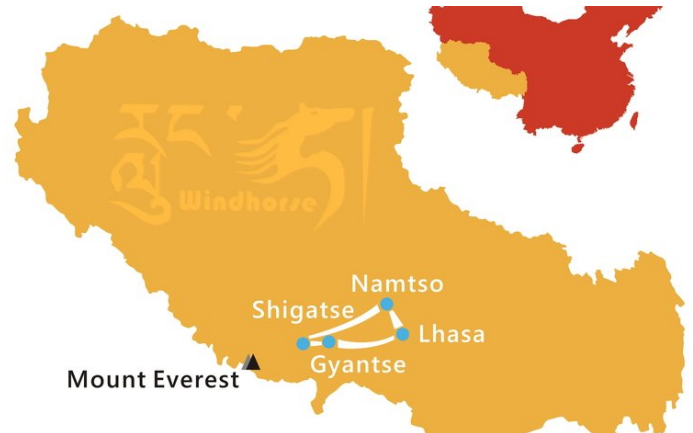 རླུང་
རྟ།
Windhorse
Namtso
Shigatse
Lhasa
Gyantse
Mount Everest